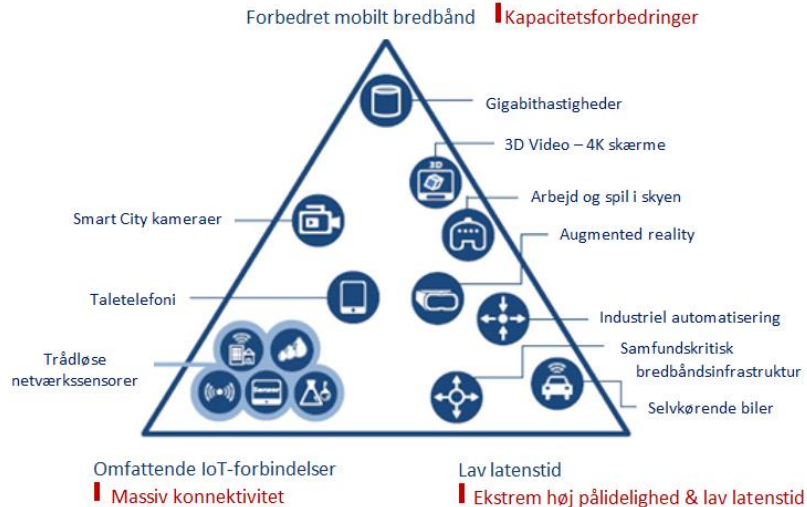 Forbedret mobilt bredbånd
Kapacitetsforbedringer
Gigabithastigheder
3D Video – 4K skærme
3D
Arbejd og spil i skyen
Smart City kameraer
Augmented reality
Taletelefoni
Industriel automatisering
Samfundskritisk
bredbåndsinfrastruktur
Trådløse
netværkssensorer
Sensor
Selvkørende biler
Omfattende IoT-forbindelser
Massiv konnektivitet
Lav latenstid
Ekstrem høj pålidelighed & lav latenstid